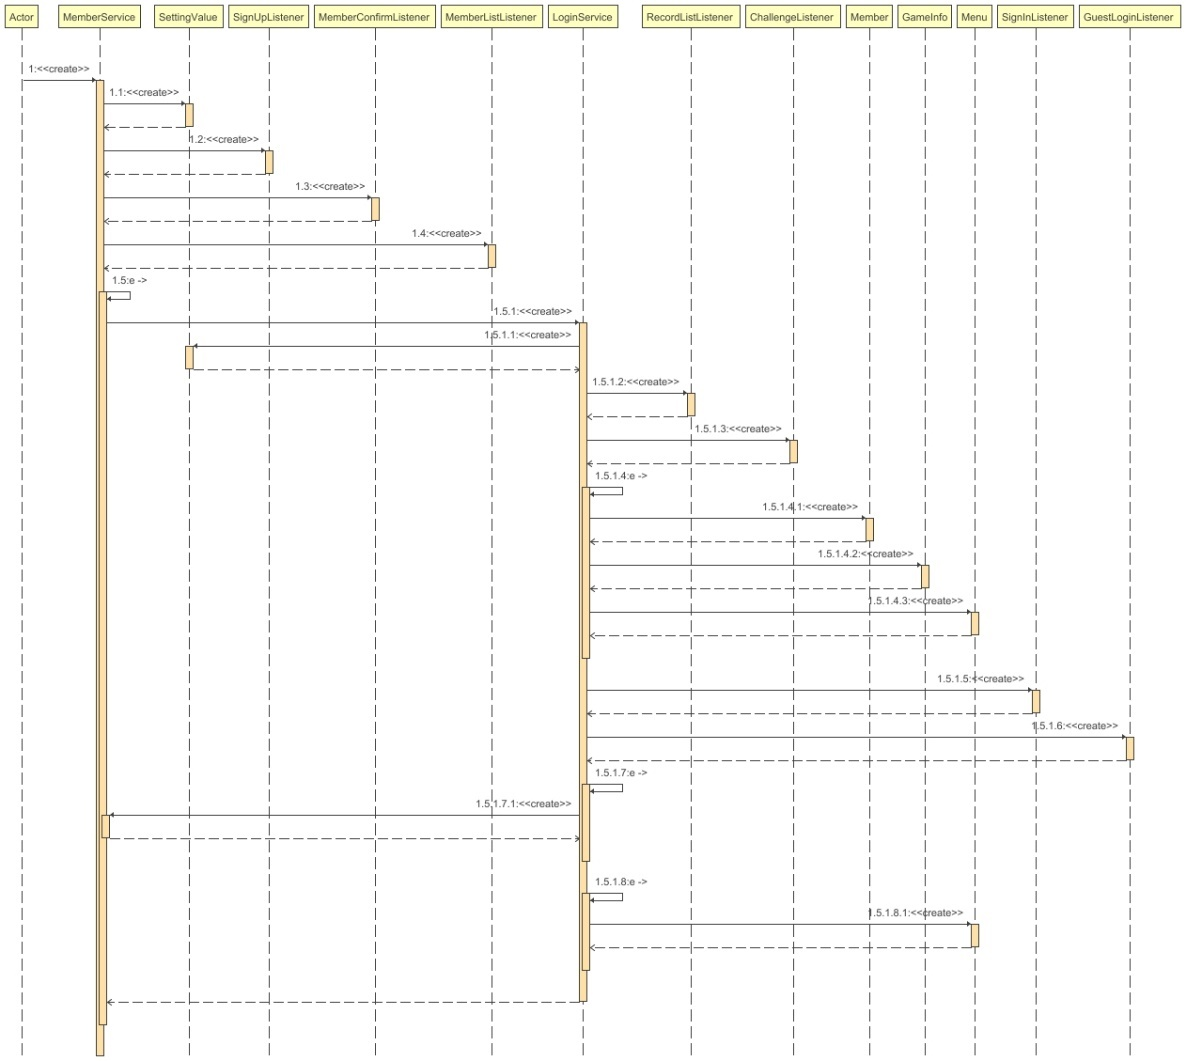 Actor
MemberService
SettingValue
SignUpListener
MemberConfirmListener
MemberListListener
LoginService
RecordListListener
ChallengeListener
Member
GameInfo
Menu
SignInListener
GuestLoginListener
1:<<create>>
1.1:<<create>>
1.2:<<create>>
1.3:<<create>>
1.4:<<create>>
1.5:e ->
1.5.1:<<create>>
1.5.1.1:<<create>>
1.5.1.2:<<create>>
1.5.1.3:<<create>>
1.5.1.4:e ->
1.5.1.4.1:<<create>>
1.5.1.4.2:<<create>>
1.5.1.4.3:<<create>>
1.5.1.5:<<create>>
1.5.1.6:<<create>>
1.5.1.7:e ->
1.5.1.7.1:<<create>>
1.5.1.8:e ->
1.5.1.8.1:<<create>>